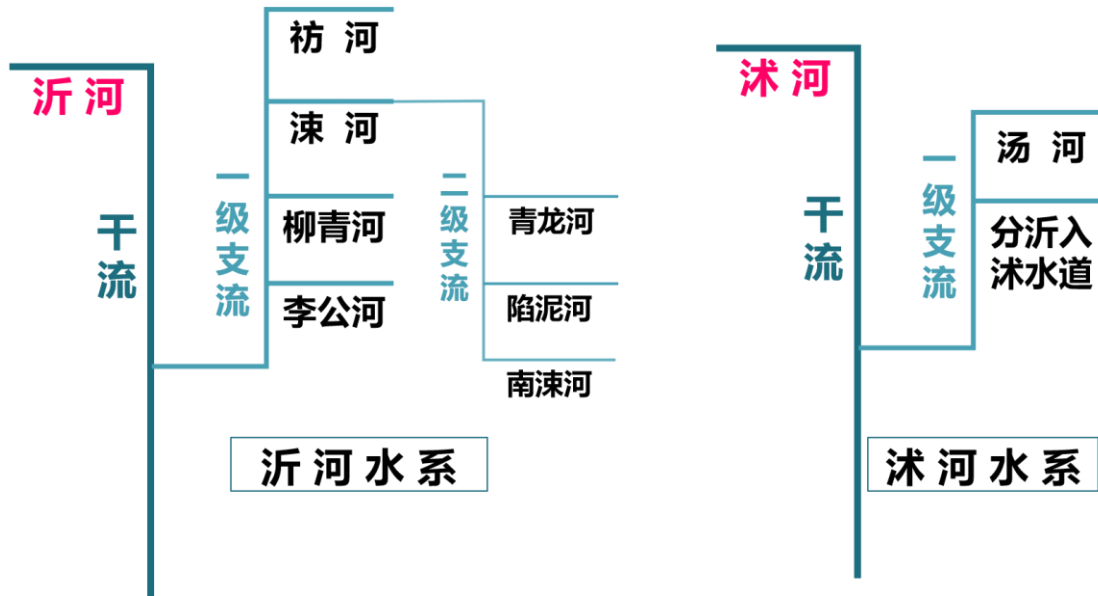 沂河
干流
一级支流
祊河
涑河
柳青河
李公河
二级支流
青龙河
陷泥河
南涑河
沂河水系
沭河
干流
一级支流
汤河
分沂入
沭水道
沭河水系